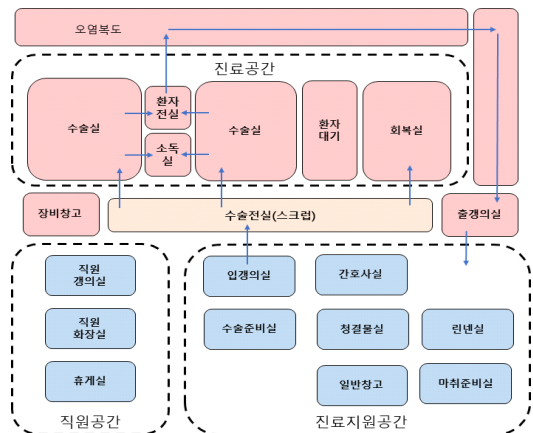 오염복도
진료공간
수술실
환자
전실
소독
실
수술실
환자
대기
회복실
장비창고
수술전실(스크럽)
출갱의실
직원
갱의실
직원
화장실
휴게실
직원공간
입갱의실
간호사실
수술준비실
청결물실
린넨실
일반창고
마취준비실
진료지원공간